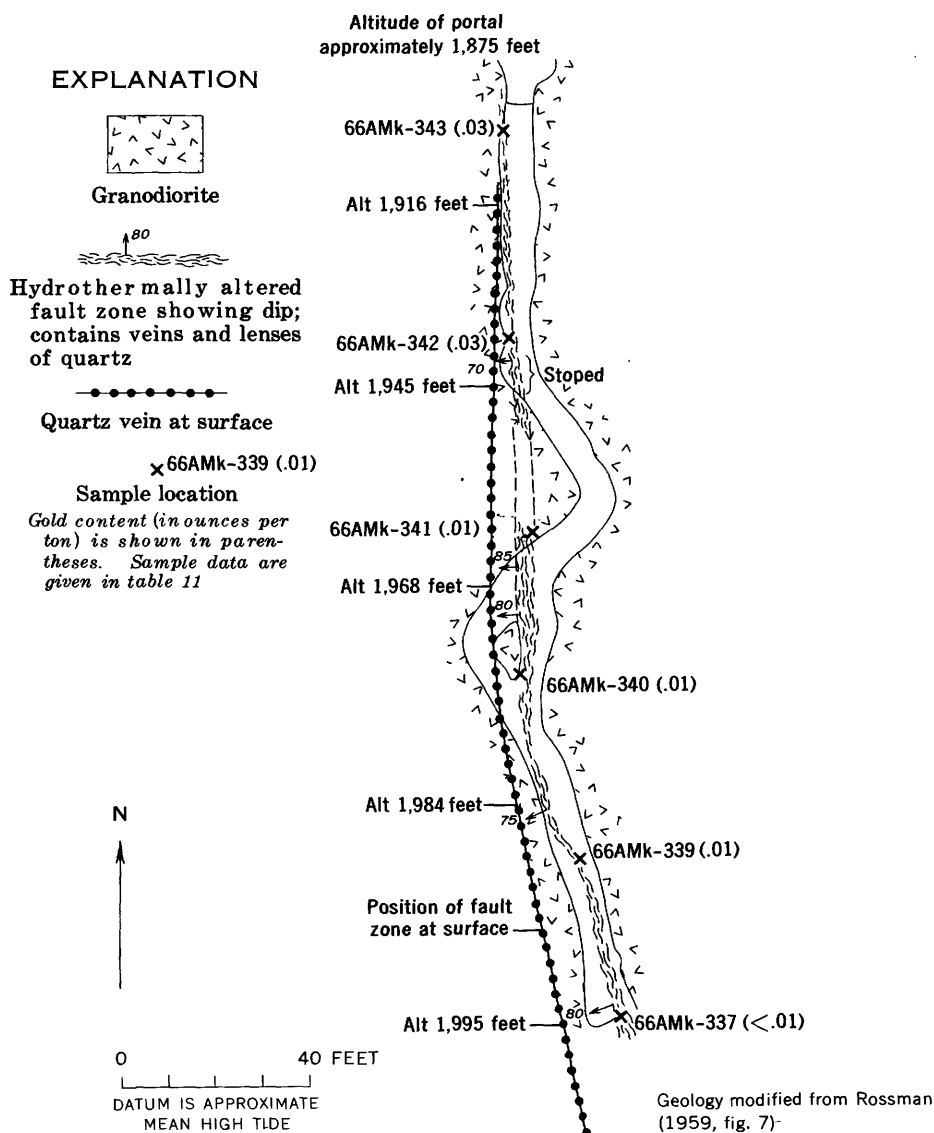 Altitude of portal
approximately 1,875 feet
EXPLANATION
Granodiorite
80
Hydrothermally altered
fault zone showing dip;
contains veins and lenses
of quartz
Quartz vein at surface
66AMk-339 (.01)
Sample location
Gold content (in ounces per
ton) is shown in paren-
theses. Sample data are
given in table 11
66AMk-343 (.03)
Alt 1,916 feet
66AMk-342 (.03)
70
Stoped
Alt 1,945 feet
66AMk-341 (.01)
85
Alt 1,968 feet
80
66AMk-340 (.01)
Alt 1,984 feet
75
66AMk-339 (.01)
Position of fault
zone at surface
80
66AMk-337 (<.01)
Alt 1,995 feet
N
0 40 FEET
DATUM IS APPROXIMATE
MEAN HIGH TIDE
Geology modified from Rossman
(1959, fig. 7)